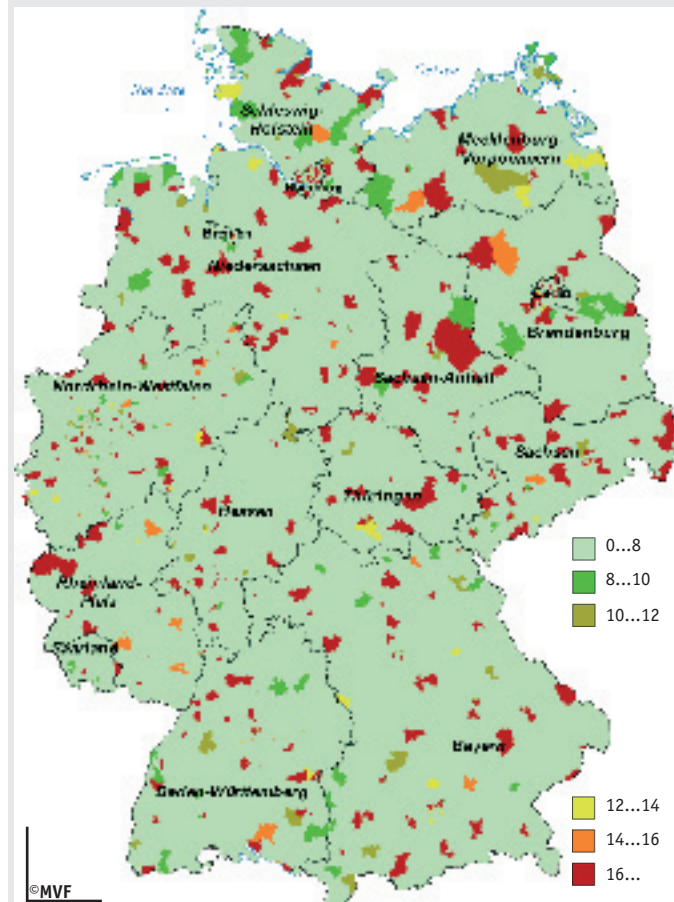 Schleswig-
Holstein
Mecklenburg
Vorpommern
Niedersachsen
Brandenburg
Nordrhein-Westfalen
Sachsen-Anhalt
Sachsen
Thüringen
Hessen
0...8
8...10
Rheinland-
Pfalz
10...12
Saarland
Bayern
Baden-Württemberg
12...14
14...16
16...
©MVF